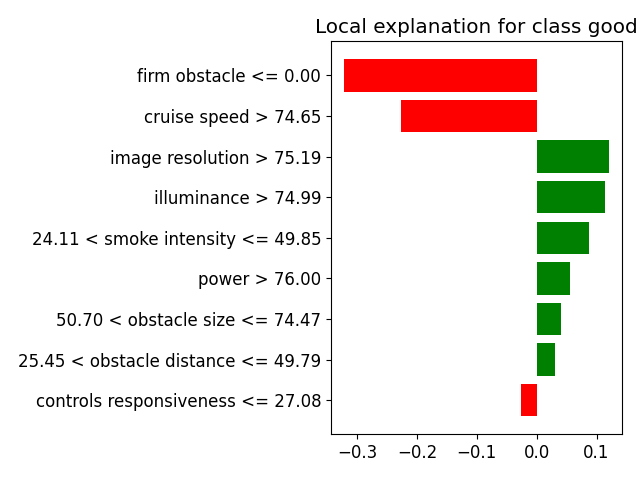 Local explanation for class good
firm obstacle <= 0.00
cruise speed > 74.65
image resolution > 75.19
illuminance > 74.99
24.11 < smoke intensity <= 49.85
power > 76.00
50.70 < obstacle size <= 74.47
25.45 < obstacle distance <= 49.79
controls responsiveness <= 27.08
−0.3 −0.2 −0.1 0.0 0.1